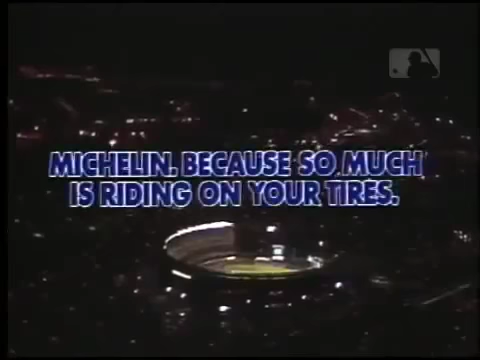 MICHELIN. BECAUSE SO MUCH
IS RIDING ON YOUR TIRES.